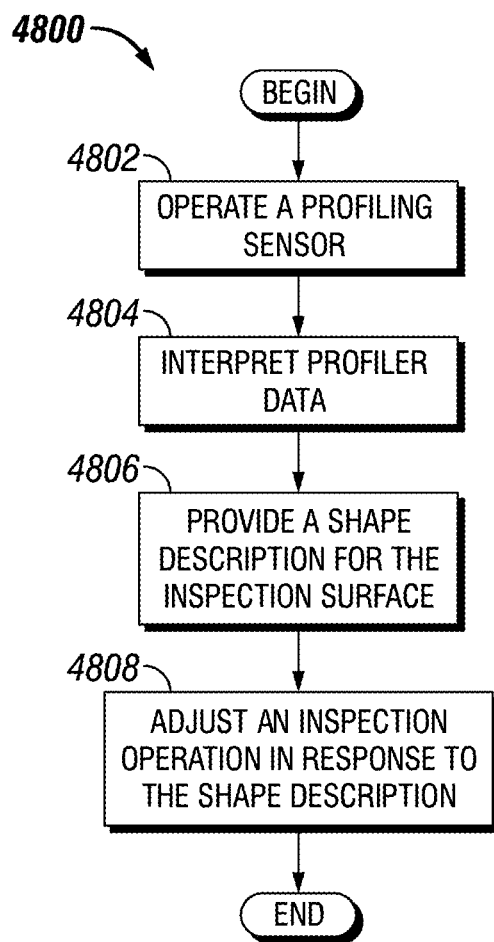 4800
BEGIN
4802
OPERATE A PROFILING
SENSOR
4804
INTERPRET PROFILER
DATA
4806
PROVIDE A SHAPE
DESCRIPTION FOR THE
INSPECTION SURFACE
4808
ADJUST AN INSPECTION
OPERATION IN RESPONSE TO
THE SHAPE DESCRIPTION
END